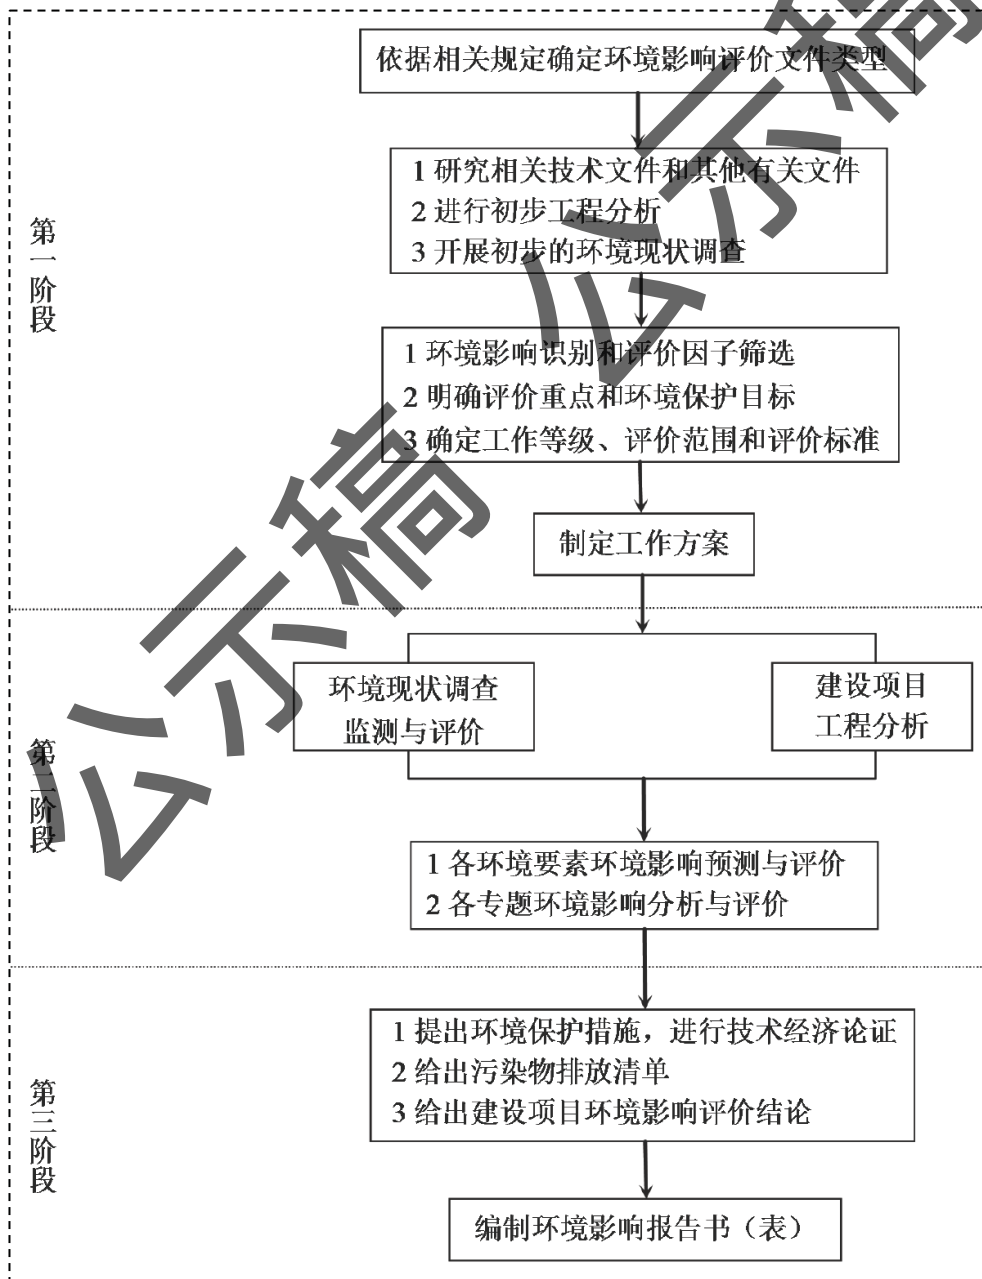 依据相关规定确定环境影响评价文件类型
1 研究相关技术文件和其他有关文件
2 进行初步工程分析
3 开展初步的环境现状调查
第一阶段
1 环境影响识别和评价因子筛选
2 明确评价重点和环境保护目标
3 确定工作等级、评价范围和评价标准
制定工作方案
环境现状调查
监测与评价
建设项目
工程分析
第二阶段
1 各环境要素环境影响预测与评价
2 各专题环境影响分析与评价
1 提出环境保护措施，进行技术经济论证
2 给出污染物排放清单
3 给出建设项目环境影响评价结论
第三阶段
编制环境影响报告书（表）
公示稿
公示稿